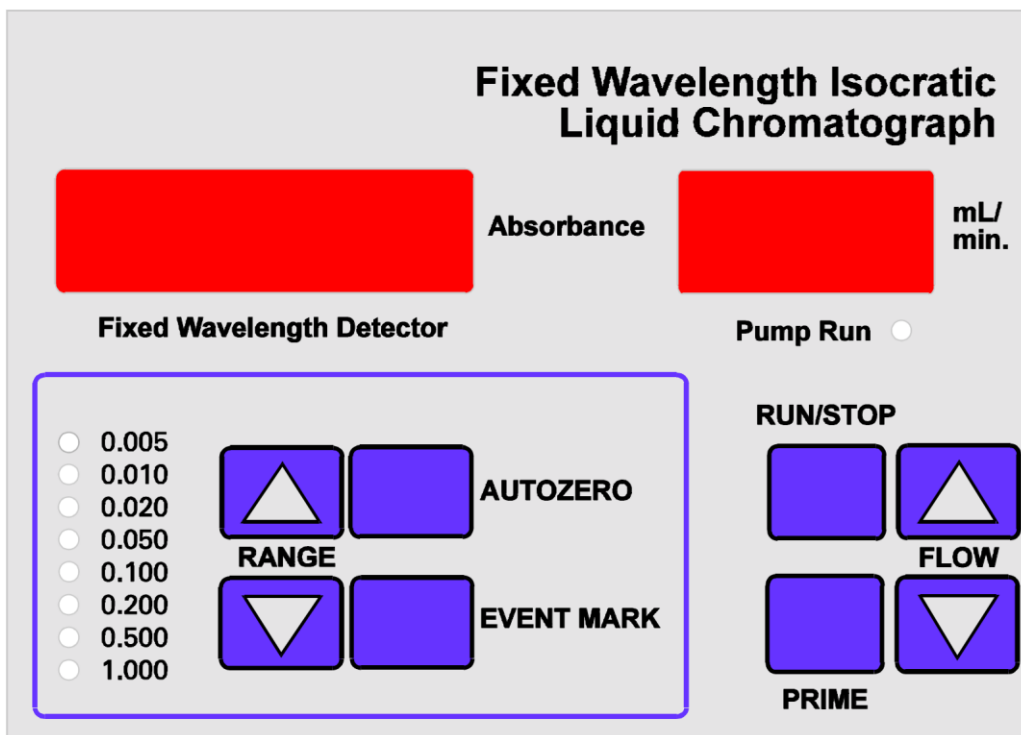 Fixed Wavelength Isocratic
Liquid Chromatograph
Absorbance
mL/
min.
Fixed Wavelength Detector
Pump Run
0.005
0.010
0.020
0.050
0.100
0.200
0.500
1.000
RANGE
AUTOZERO
EVENT MARK
RUN/STOP
FLOW
PRIME